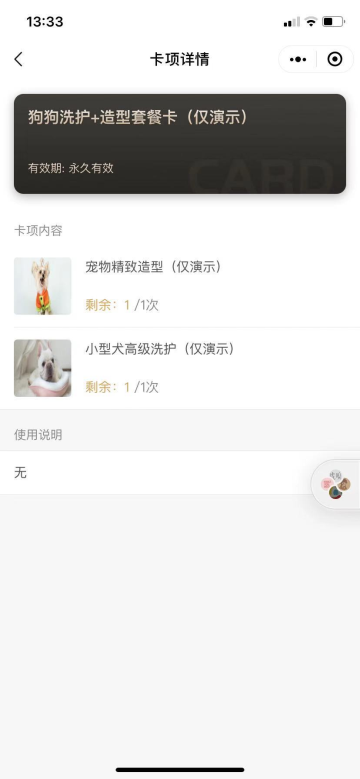 13:33
卡项详情
狗狗洗护+造型套餐卡（仅演示）
有效期: 永久有效
CARD
卡项内容
宠物精致造型（仅演示）
剩余：1 /1次
小型犬高级洗护（仅演示）
剩余：1 /1次
使用说明
无